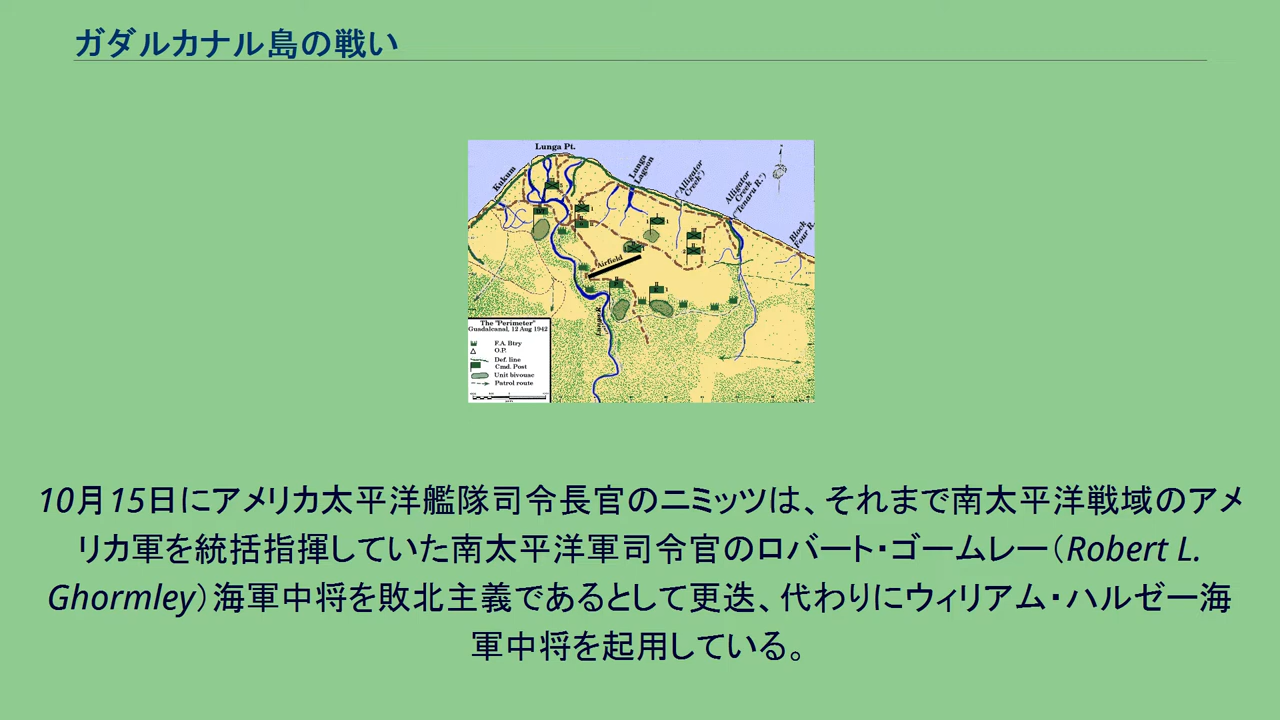 ガダルカナル島の戦い
Lunga Pt.
Kukum
Lunga
Lagoon
("Alligator
Creek")
Alligator
Creek
(Tenaru R.")
Block
Four R.
Airfield
Lunga R.
The "Perimeter"
Guadalcanal, 12 Aug 1942
F.A. Btry
O.P.
Def. line
Cmd. Post
Unit bivouac
Patrol route
10月15日にアメリカ太平洋艦隊司令長官のニミッツは、それまで南太平洋戦域のアメ
リカ軍を統括指揮していた南太平洋軍司令官のロバート・ゴームレー（Robert L.
Ghormley）海軍中将を敗北主義であるとして更迭、代わりにウィリアム・ハルゼー海
軍中将を起用している。